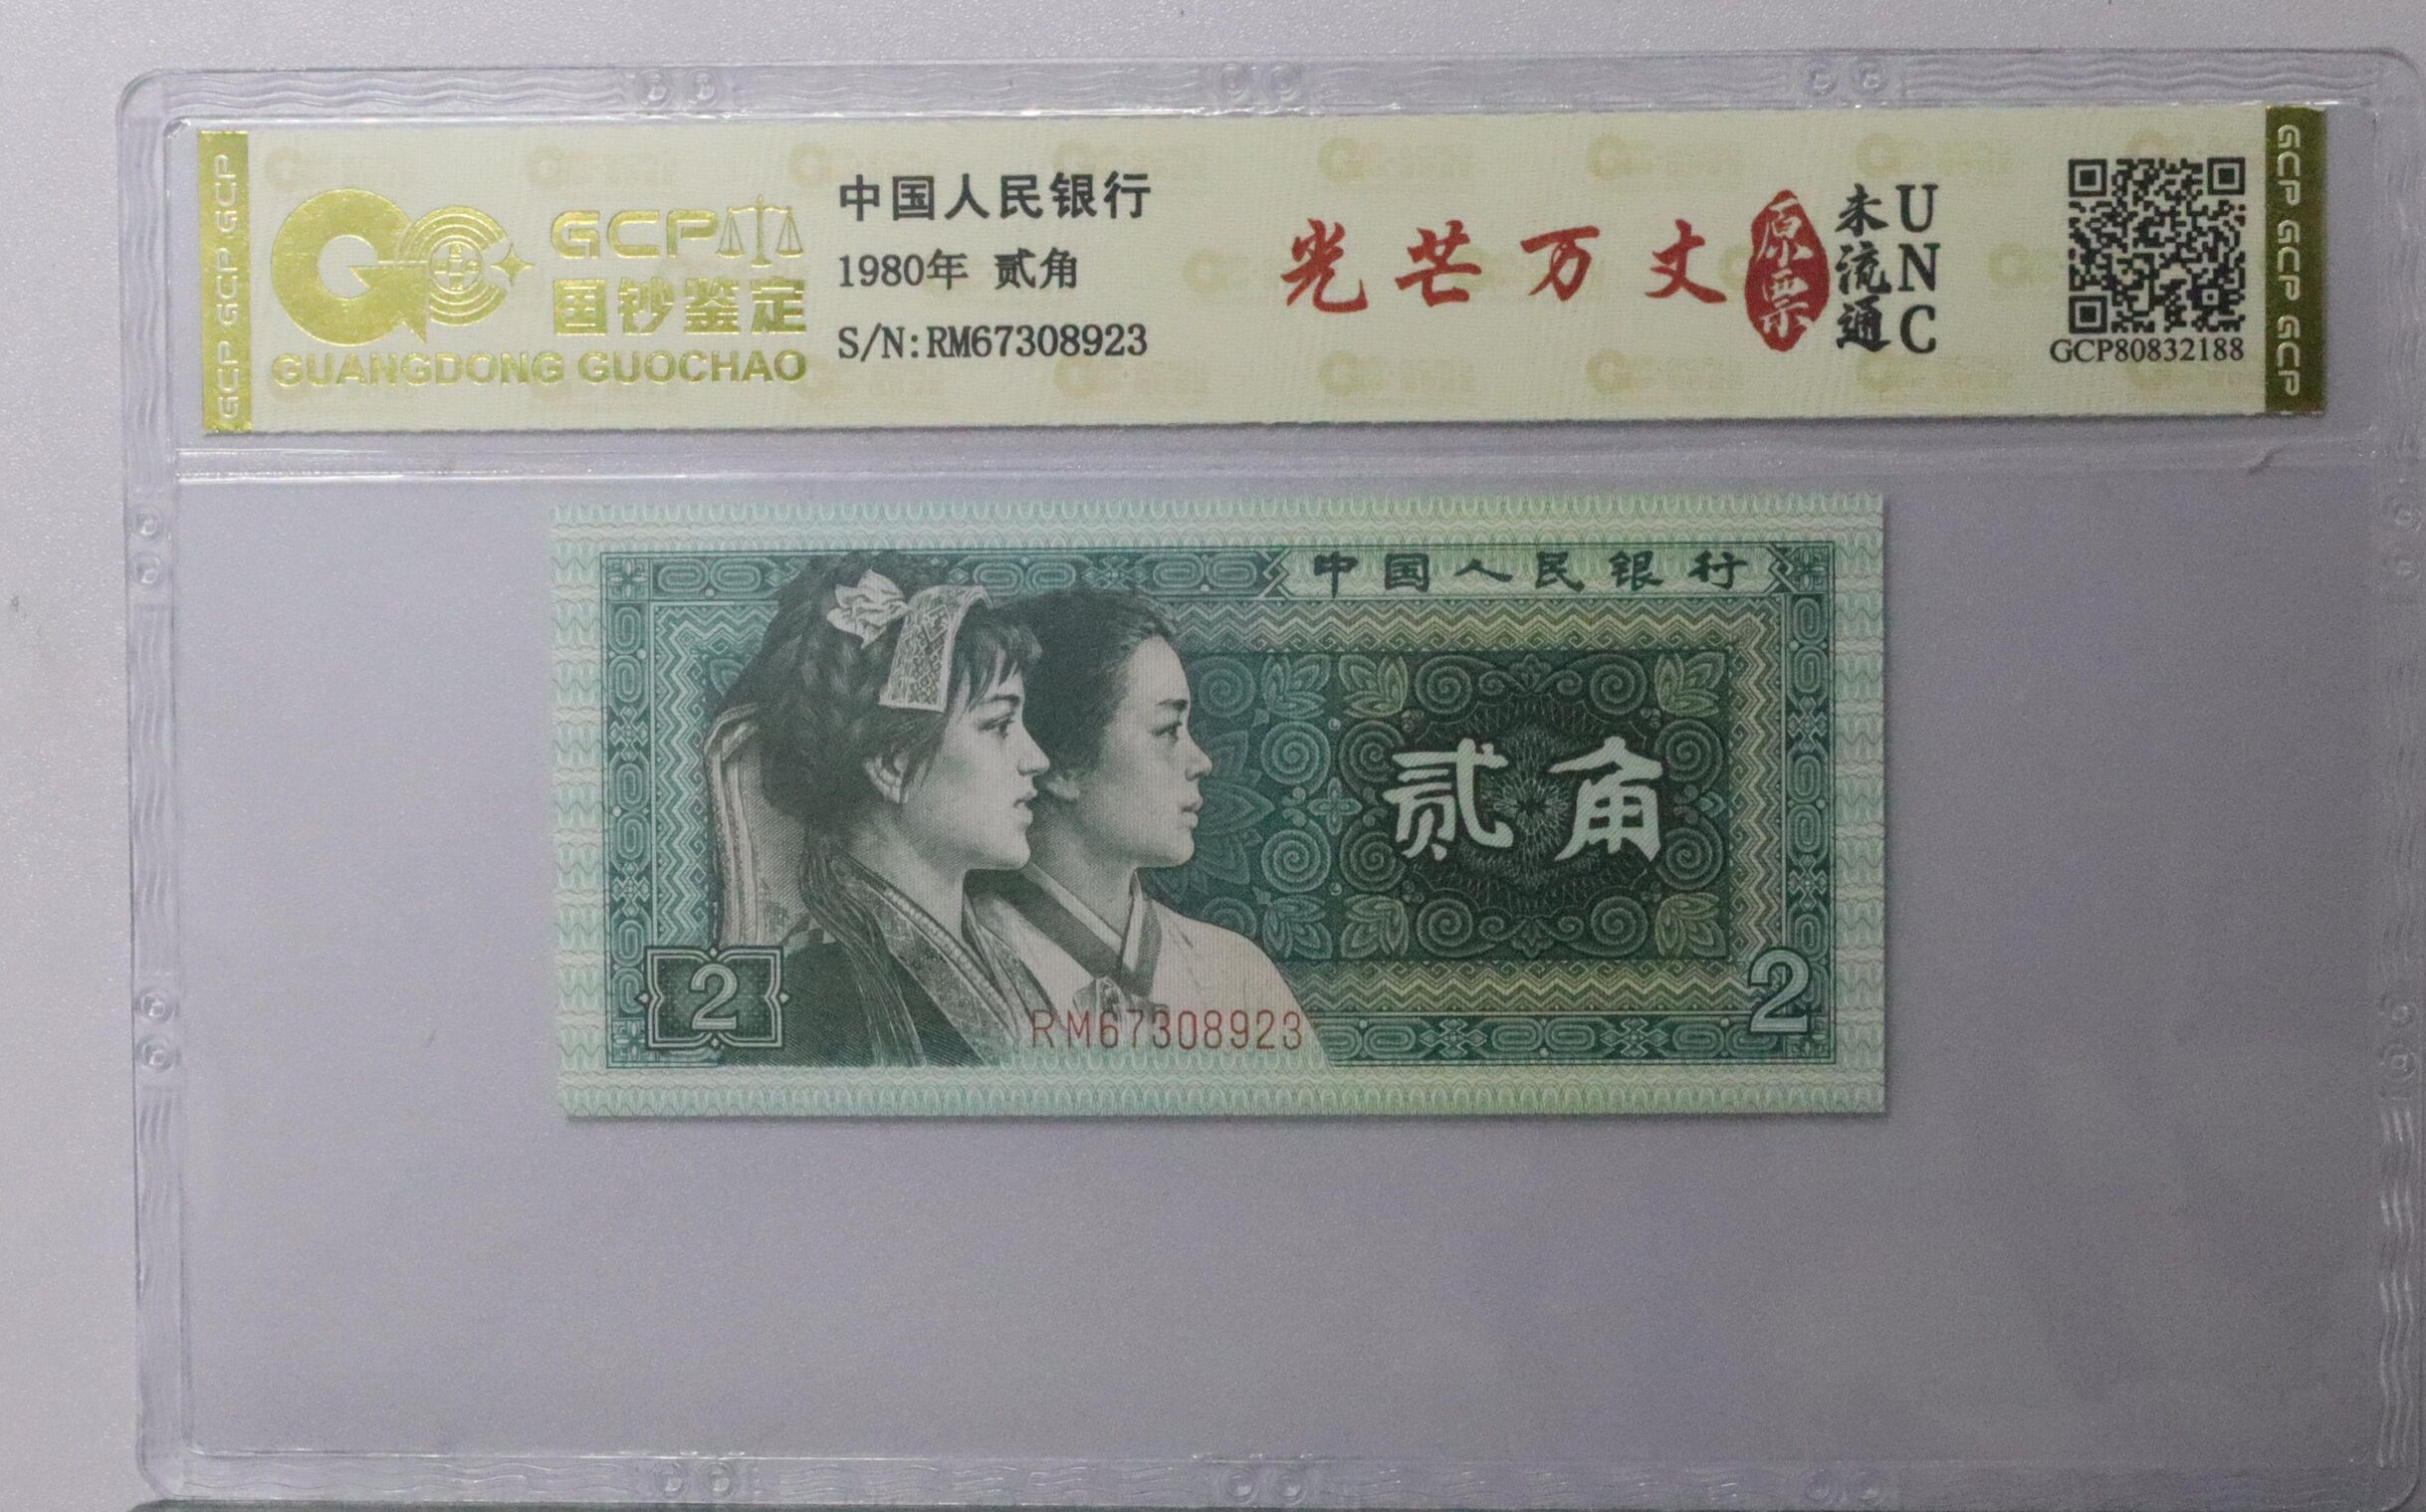 GCP GCP GCP
GCP
国钞鉴定
GUANGDONG GUOCHAO
中国人民银行
1980年 贰角
S/N:RM67308923
光芒万丈
原票
未流通
UNC
GCP80832188
GCP GCP GCP
中国人民银行
贰角
2
2
RM67308923